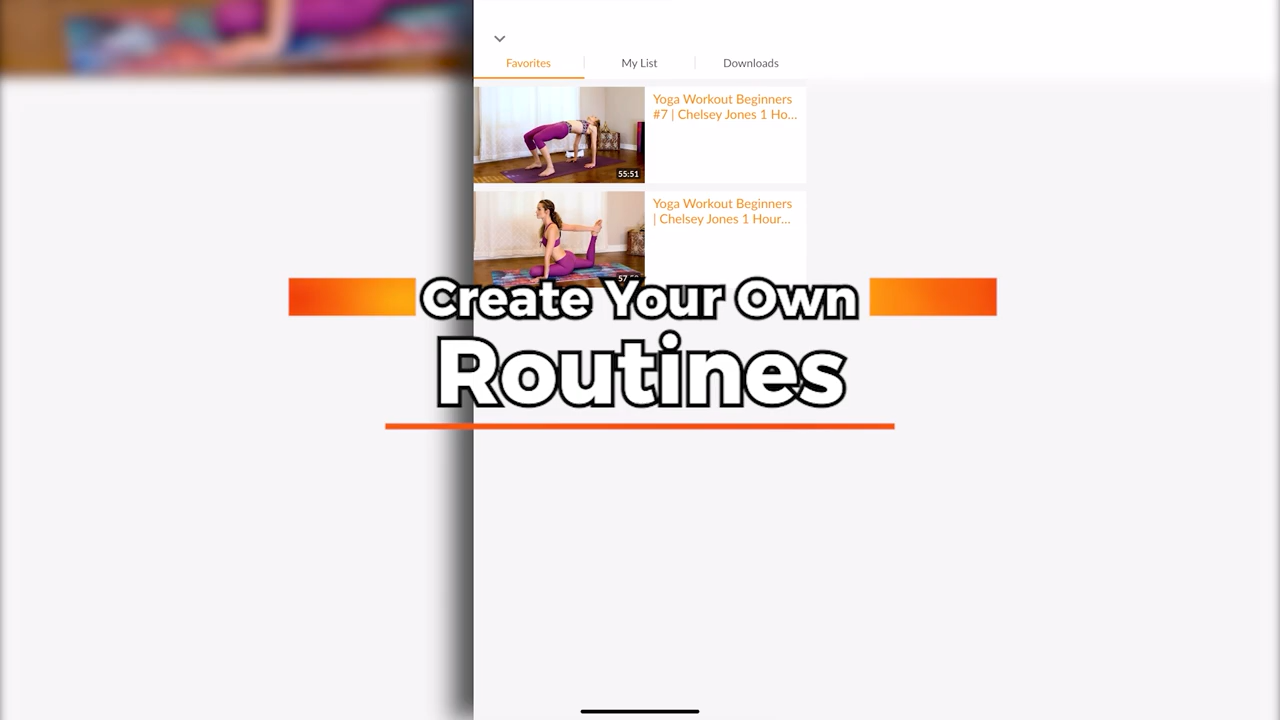 Favorites
My List
Downloads
Yoga Workout Beginners
#7 | Chelsey Jones 1 Ho...
55:51
Yoga Workout Beginners
| Chelsey Jones 1 Hour...
Create Your Own
Routines